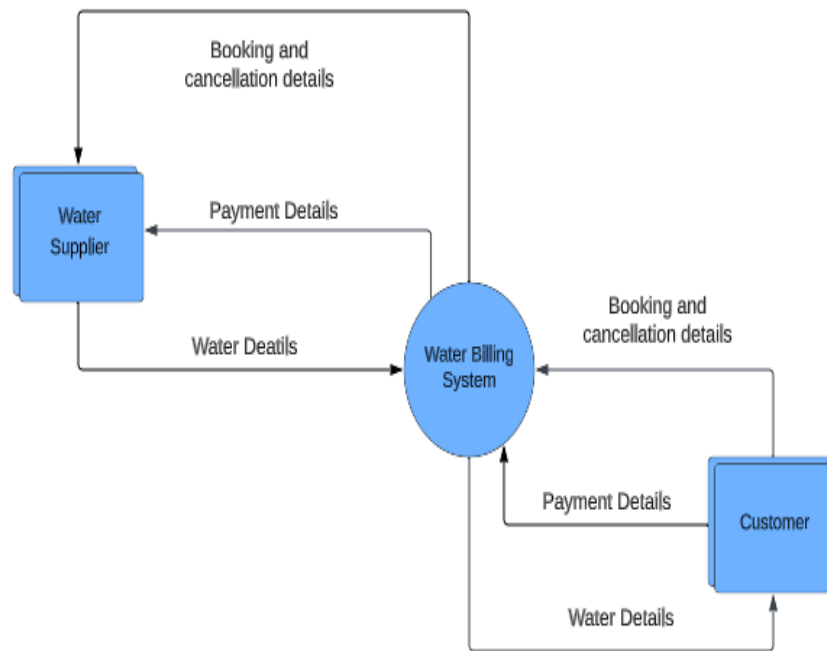 Booking and
cancellation details
Water
Supplier
Payment Details
Water Deatils
Water Billing
System
Booking and
cancellation details
Payment Details
Customer
Water Details